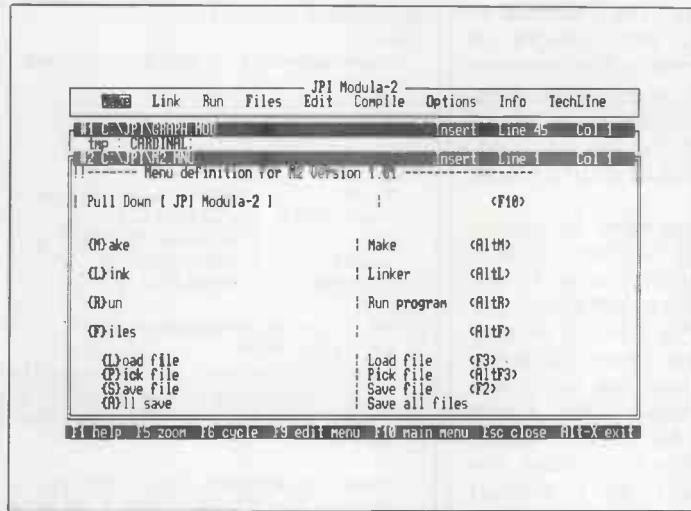 JPI Modula-2
Make Link Run Files Edit Compile Options Info TechLine
#1 C:\JPI\GRAPH.MOD Insert Line 45 Col 1
tmp : CARDINAL;
#2 C:\JPI\M2.MNU Insert Line 1 Col 1
!!------ Menu definition for M2 Version 1.01 ------------------
| Pull Down [ JPI Modula-2 ] | <F10>
{M}ake | Make <AltM>
{L}ink | Linker <AltL>
{R}un | Run program <AltR>
{F}iles | <AltF>
{L}oad file | Load file <F3>
{P}ick file | Pick file <AltF3>
{S}ave file | Save file <F2>
{A}ll save | Save all files
F1 help F5 zoom F6 cycle F9 edit menu F10 main menu Esc close Alt-X exit